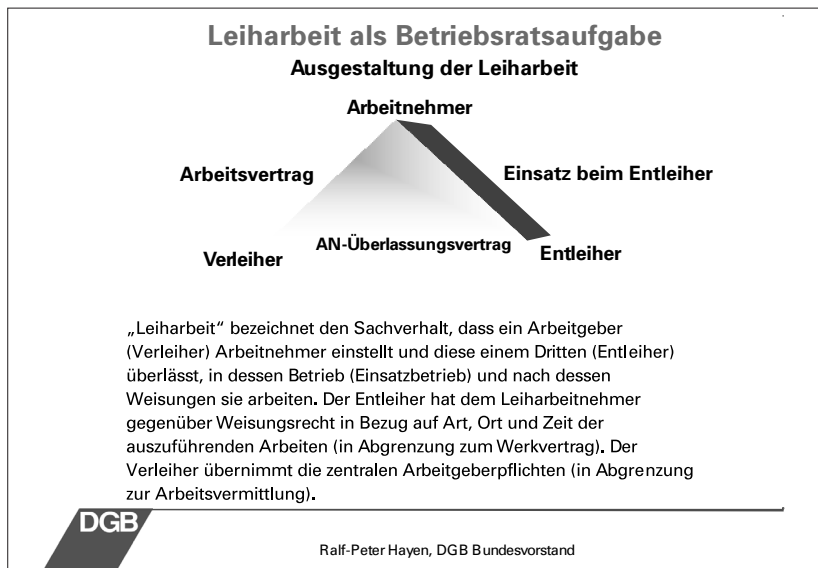 Leiharbeit als Betriebsratsaufgabe
Ausgestaltung der Leiharbeit
Arbeitnehmer
Arbeitsvertrag
Einsatz beim Entleiher
Verleiher
AN-Überlassungsvertrag
Entleiher
„Leiharbeit“ bezeichnet den Sachverhalt, dass ein Arbeitgeber
(Verleiher) Arbeitnehmer einstellt und diese einem Dritten (Entleiher)
überlässt, in dessen Betrieb (Einsatzbetrieb) und nach dessen
Weisungen sie arbeiten. Der Entleiher hat dem Leiharbeitnehmer
gegenüber Weisungsrecht in Bezug auf Art, Ort und Zeit der
auszuführenden Arbeiten (in Abgrenzung zum Werkvertrag). Der
Verleiher übernimmt die zentralen Arbeitgeberpflichten (in Abgrenzung
zur Arbeitsvermittlung).
DGB
Ralf-Peter Hayen, DGB Bundesvorstand